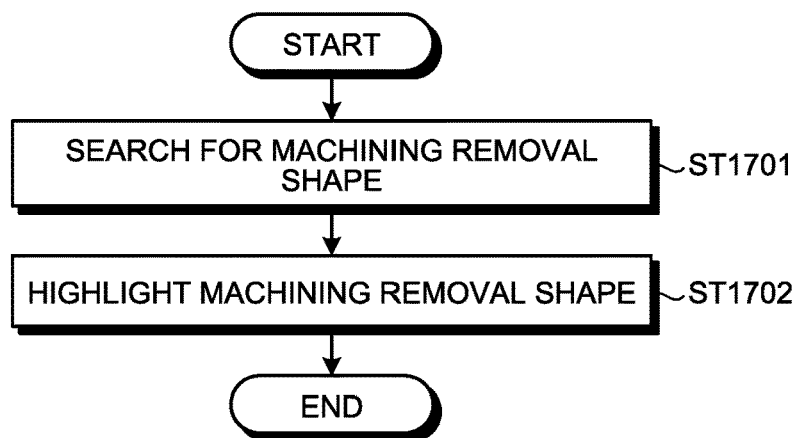 START
SEARCH FOR MACHINING REMOVAL
SHAPE
ST1701
HIGHLIGHT MACHINING REMOVAL SHAPE
ST1702
END